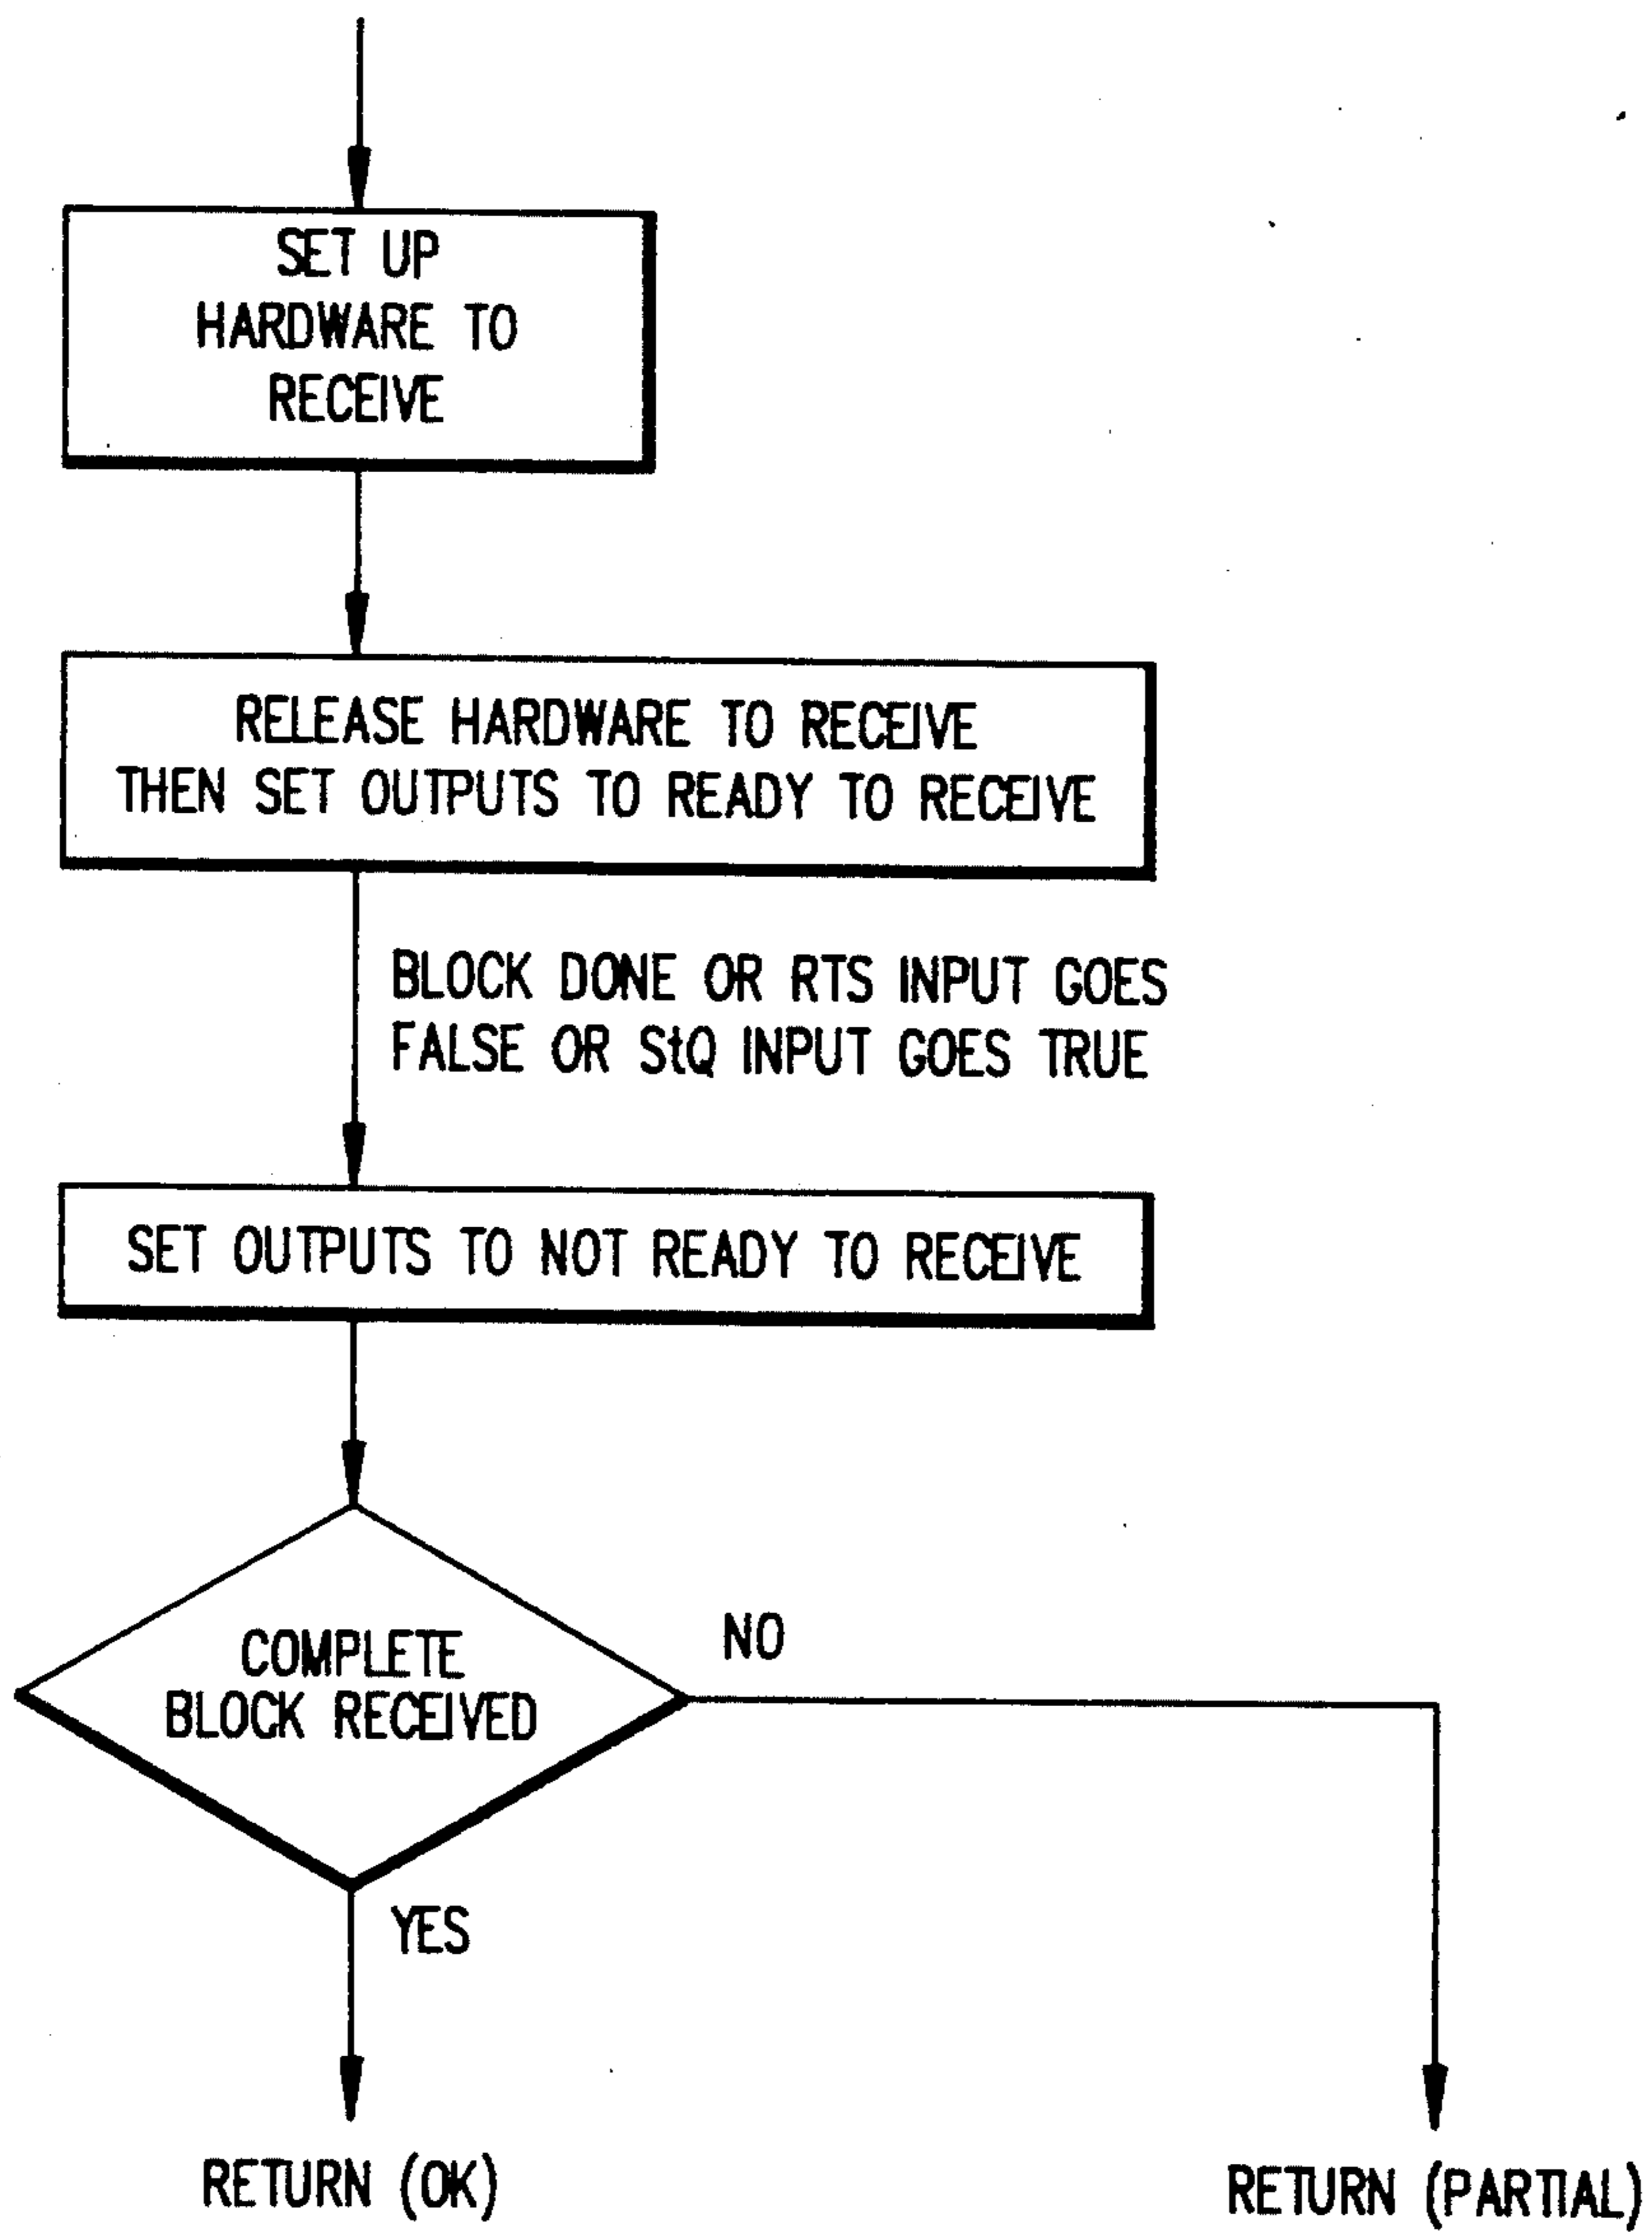 SET UP
HARDWARE TO
RECEIVE
RELEASE HARDWARE TO RECEIVE
THEN SET OUTPUTS TO READY TO RECEIVE
BLOCK DONE OR RTS INPUT GOES
FALSE OR StQ INPUT GOES TRUE
SET OUTPUTS TO NOT READY TO RECEIVE
COMPLETE
BLOCK RECEIVED
NO
YES
RETURN (OK)
RETURN (PARTIAL)